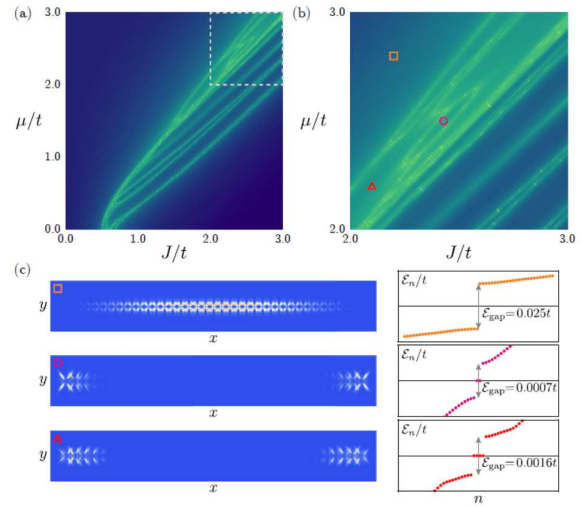 (a)
3.0
2.0
μ/t
1.0
0.0
0.0 1.0 2.0 3.0
J/t
(b)
3.0
μ/t
2.0
2.0 3.0
J/t
(c)
y
x
y
x
y
x
ℰₙ/t
ℰgap=0.025t
ℰₙ/t
ℰgap=0.0007t
ℰₙ/t
ℰgap=0.0016t
n